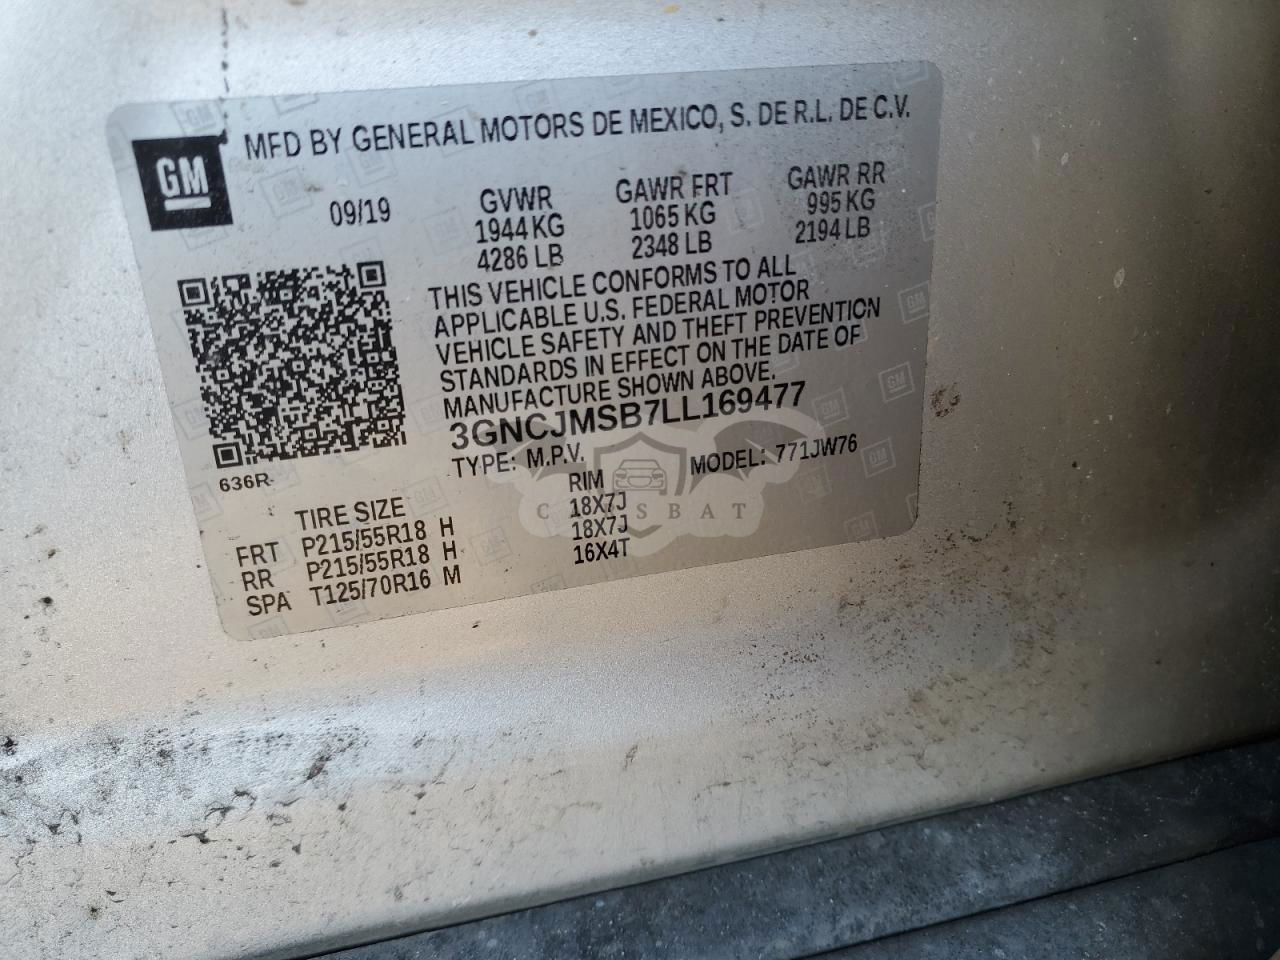 GM
MFD BY GENERAL MOTORS DE MEXICO, S. DE R.L. DE C.V.
09/19 GVWR GAWR FRT GAWR RR
1944 KG 1065 KG 995 KG
4286 LB 2348 LB 2194 LB
THIS VEHICLE CONFORMS TO ALL
APPLICABLE U.S. FEDERAL MOTOR
VEHICLE SAFETY AND THEFT PREVENTION
STANDARDS IN EFFECT ON THE DATE OF
MANUFACTURE SHOWN ABOVE.
3GNCJMSB7LL169477
TYPE: M.P.V. MODEL: 771JW76
636R
TIRE SIZE RIM
FRT P215/55R18 H 18X7J
RR P215/55R18 H 18X7J
SPA T125/70R16 M 16X4T